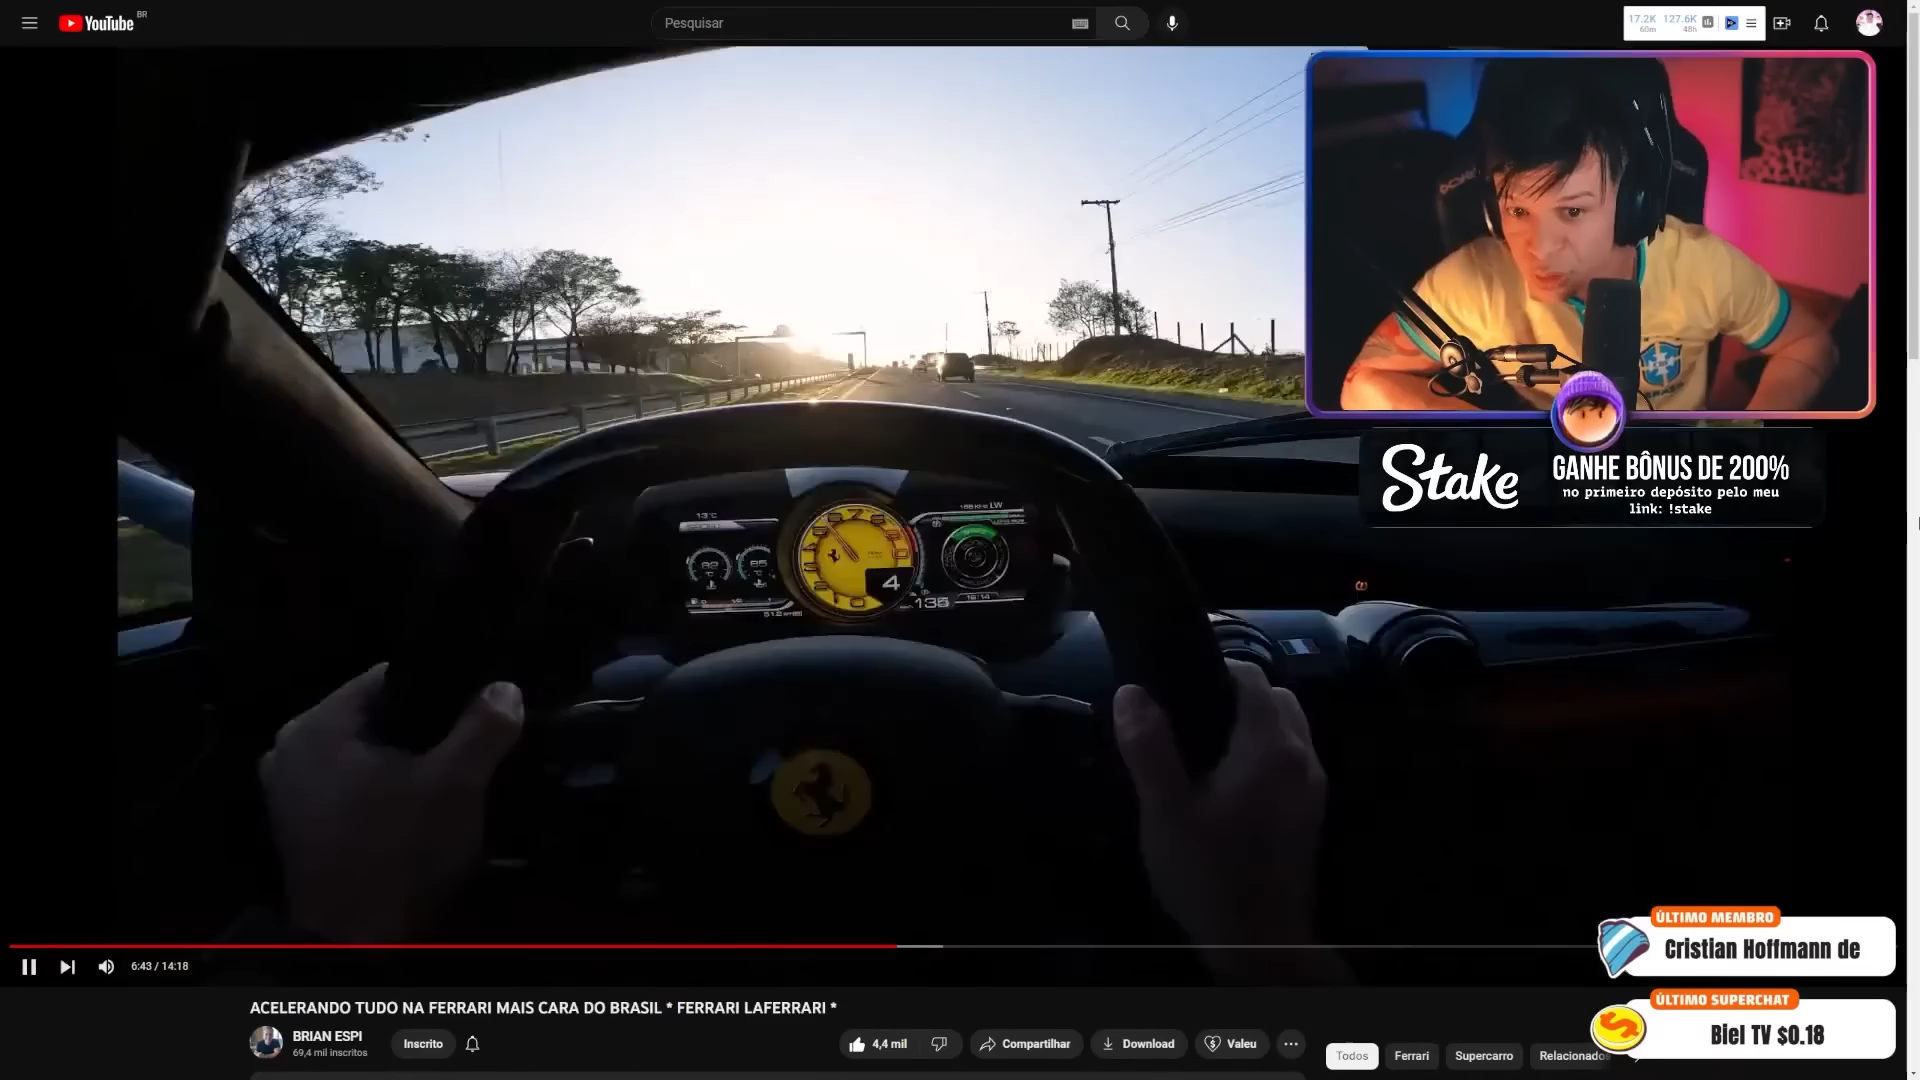 YouTube BR
Pesquisar
17.2K 127.6K
60m 48h
Stake
GANHE BÔNUS DE 200%
no primeiro depósito pelo meu
link: !stake
13°C
4
135
6:43 / 14:18
ÚLTIMO MEMBRO
Cristian Hoffmann de
ACELERANDO TUDO NA FERRARI MAIS CARA DO BRASIL * FERRARI LAFERRARI *
BRIAN ESPI
69,4 mil inscritos
Inscrito
4,4 mil
Compartilhar
Download
Valeu
Todos
Ferrari
Supercarro
Relacionados
ÚLTIMO SUPERCHAT
Biel TV $0.18